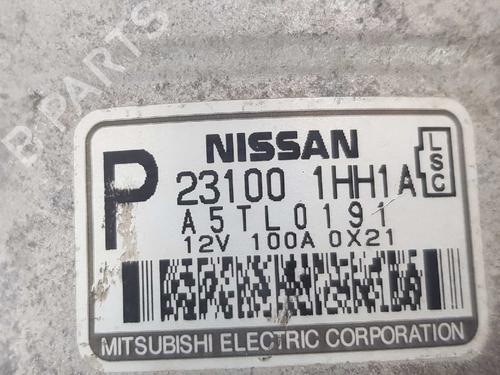 B PARTS
NISSAN
P
23100 1HH1A
LSC
A5TL0191
12V 100A 0X21
MITSUBISHI ELECTRIC CORPORATION